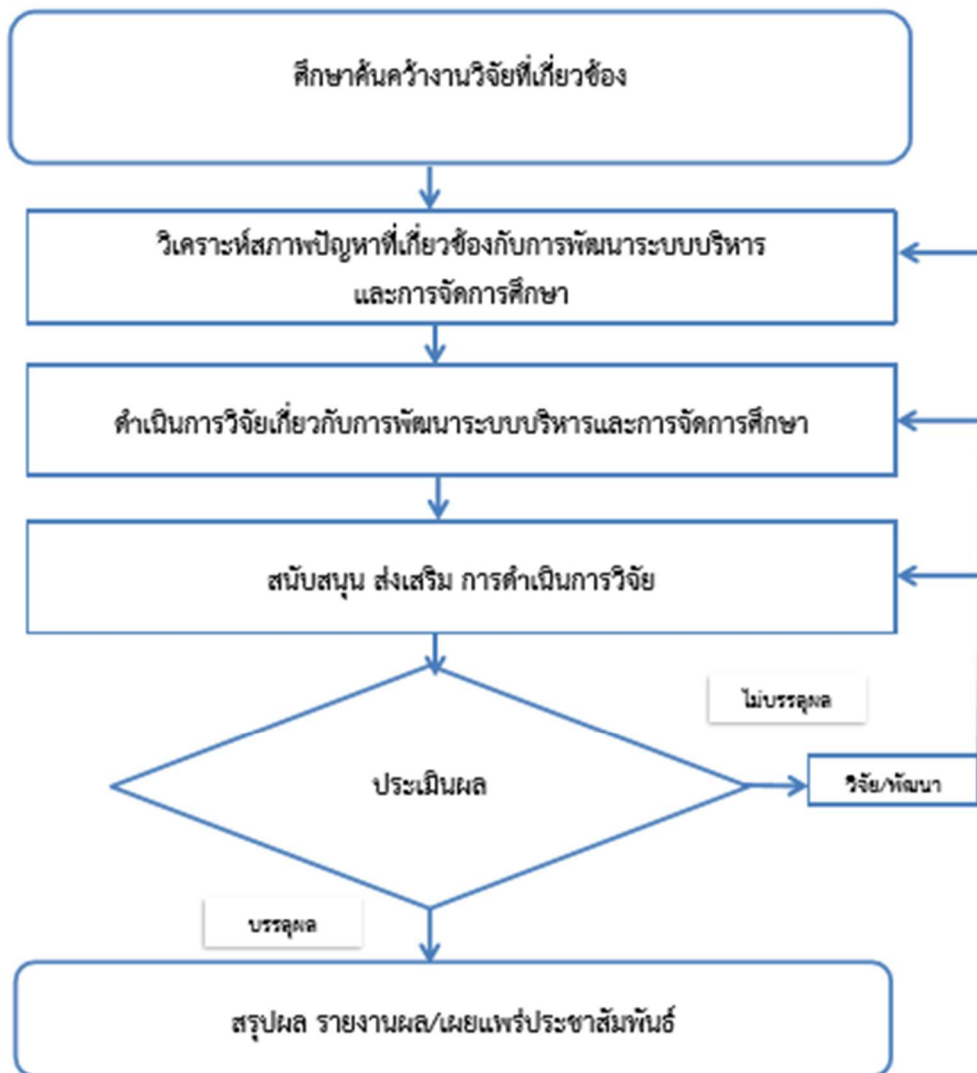 ศึกษาค้นคว้างานวิจัยที่เกี่ยวข้อง
วิเคราะห์สภาพปัญหาที่เกี่ยวข้องกับการพัฒนาระบบบริหาร
และการจัดการศึกษา
ดำเนินการวิจัยเกี่ยวกับการพัฒนาระบบบริหารและการจัดการศึกษา
สนับสนุน ส่งเสริม การดำเนินการวิจัย
ไม่บรรลุผล
ประเมินผล
วิจัย/พัฒนา
บรรลุผล
สรุปผล รายงานผล/เผยแพร่ประชาสัมพันธ์